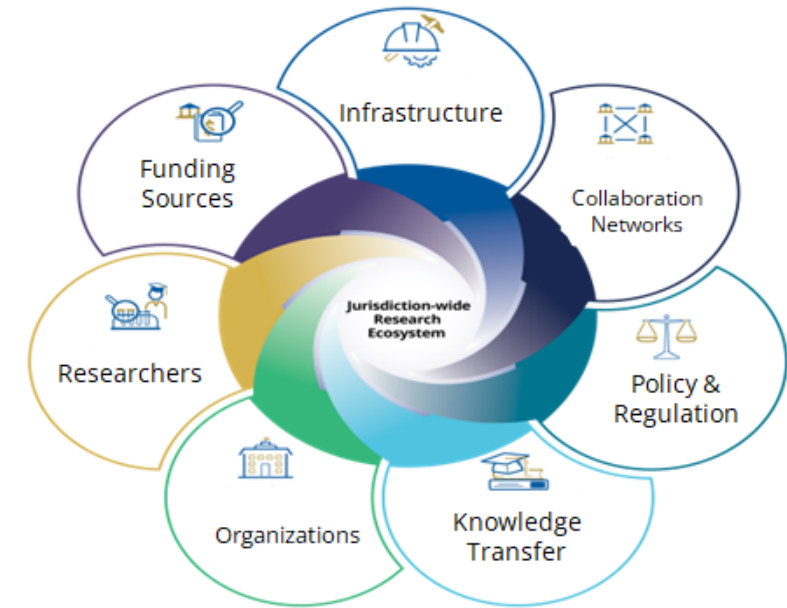 Infrastructure
Funding
Sources
Collaboration
Networks
Jurisdiction-wide
Research
Ecosystem
Researchers
Policy &
Regulation
Organizations
Knowledge
Transfer